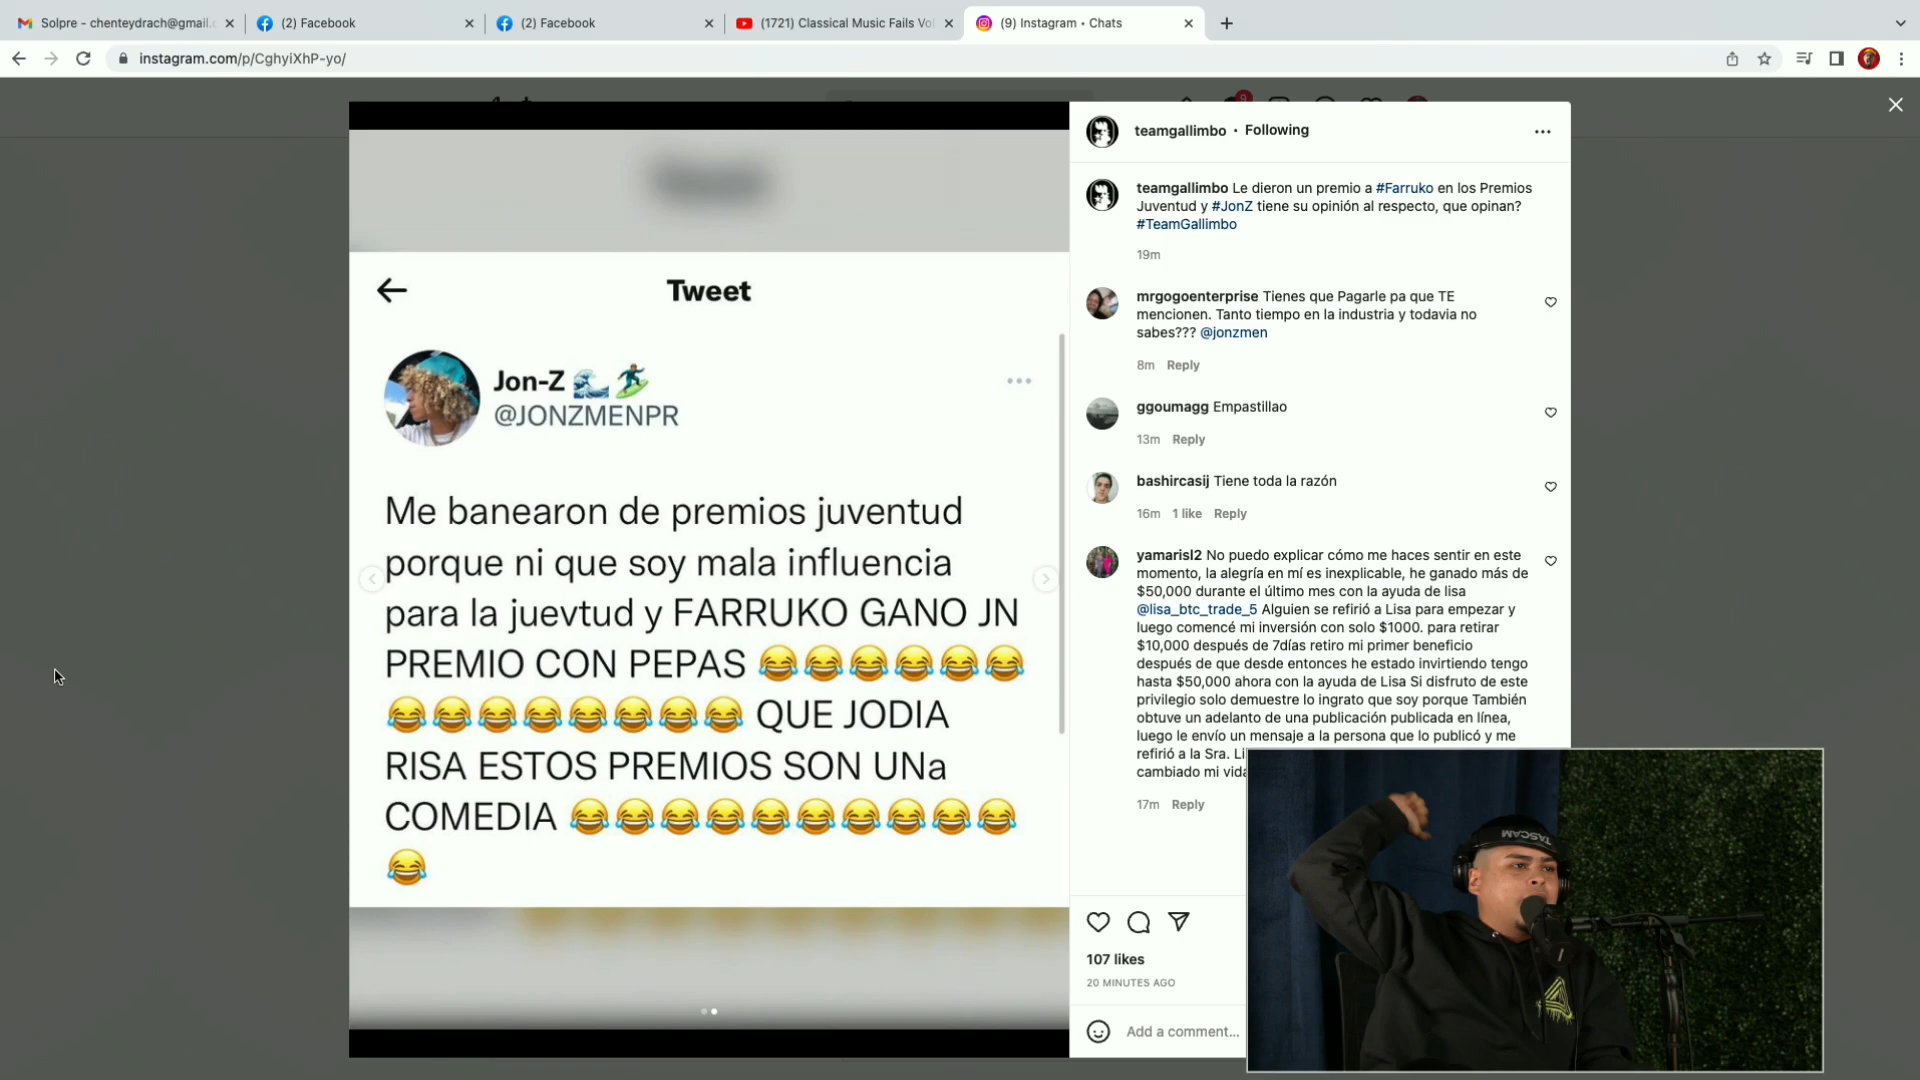 Solpre - chenteydrach@gmail.c
(2) Facebook
(2) Facebook
(1721) Classical Music Fails Vol
(9) Instagram • Chats
instagram.com/p/CghyiXhP-yo/
9
Tweet
Jon-Z 🌊 🏄
@JONZMENPR
Me banearon de premios juventud
porque ni que soy mala influencia
para la juevtud y FARRUKO GANO JN
PREMIO CON PEPAS 😂😂😂😂😂😂
😂😂😂😂😂😂😂😂 QUE JODIA
RISA ESTOS PREMIOS SON UNa
COMEDIA 😂😂😂😂😂😂😂😂😂😂
😂
teamgallimbo • Following
teamgallimbo Le dieron un premio a #Farruko en los Premios
Juventud y #JonZ tiene su opinión al respecto, que opinan?
#TeamGallimbo
19m
mrgogoenterprise Tienes que Pagarle pa que TE
mencionen. Tanto tiempo en la industria y todavia no
sabes??? @jonzmen
8m Reply
ggoumagg Empastillao
13m Reply
bashircasij Tiene toda la razón
16m 1 like Reply
yamarisl2 No puedo explicar cómo me haces sentir en este
momento, la alegría en mí es inexplicable, he ganado más de
$50,000 durante el último mes con la ayuda de lisa
@lisa_btc_trade_5 Alguien se refirió a Lisa para empezar y
luego comencé mi inversión con solo $1000. para retirar
$10,000 después de 7días retiro mi primer beneficio
después de que desde entonces he estado invirtiendo tengo
hasta $50,000 ahora con la ayuda de Lisa Si disfruto de este
privilegio solo demuestre lo ingrato que soy porque También
obtuve un adelanto de una publicación publicada en línea,
luego le envío un mensaje a la persona que lo publicó y me
refirió a la Sra. Li
cambiado mi vida
17m Reply
107 likes
20 MINUTES AGO
Add a comment...
TASCAM